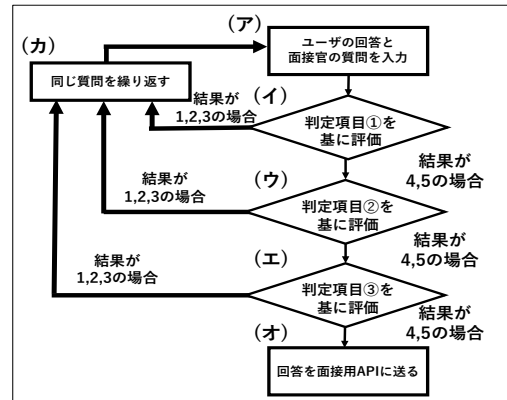 (ア)
ユーザの回答と
面接官の質問を入力
(カ)
同じ質問を繰り返す
(イ)
結果が
1,2,3の場合
判定項目①を
基に評価
結果が
4,5の場合
(ウ)
結果が
1,2,3の場合
判定項目②を
基に評価
結果が
4,5の場合
(エ)
結果が
1,2,3の場合
判定項目③を
基に評価
結果が
4,5の場合
(オ)
回答を面接用APIに送る